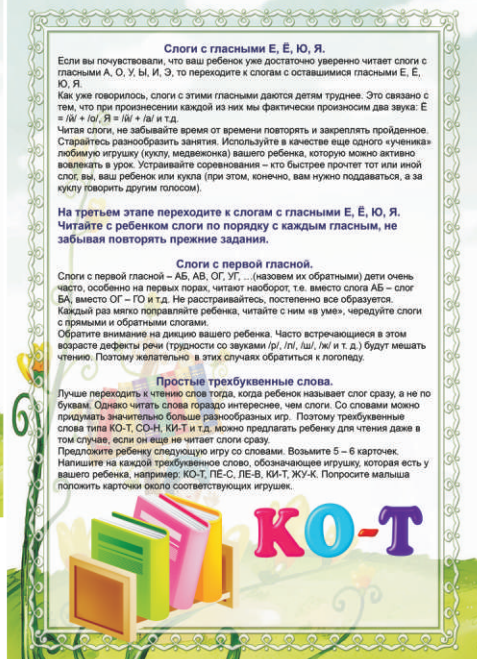 Слоги с гласными Е, Ё, Ю, Я.
Если вы почувствовали, что ваш ребенок уже достаточно уверенно читает слоги с
гласными А, О, У, Ы, И, Э, то переходите к слогам с оставшимися гласными Е, Ё,
Ю, Я.
Как уже говорилось, слоги с этими гласными даются детям труднее. Это связано с
тем, что при произнесении каждой из них мы фактически произносим два звука: Ё
= /й/ + /о/, Я = /й/ + /а/ и т.д.
Читая слоги, не забывайте время от времени повторять и закреплять пройденное.
Старайтесь разнообразить занятия. Используйте в качестве еще одного «ученика»
любимую игрушку (куклу, медвежонка) вашего ребенка, которую можно активно
вовлекать в урок. Устраивайте соревнования – кто быстрее прочтет тот или иной
слог, вы, ваш ребенок или кукла (при этом, конечно, вам нужно поддаваться, а за
куклу говорить другим голосом).
На третьем этапе переходите к слогам с гласными Е, Ё, Ю, Я.
Читайте с ребенком слоги по порядку с каждым гласным, не
забывая повторять прежние задания.
Слоги с первой гласной.
Слоги с первой гласной – АБ, АВ, ОГ, УГ, …(назовем их обратными) дети очень
часто, особенно на первых порах, читают наоборот, т.е. вместо слога АБ – слог
БА, вместо ОГ – ГО и т.д. Не расстраивайтесь, постепенно все образуется.
Каждый раз мягко поправляйте ребенка, читайте с ним «в уме», чередуйте слоги
с прямыми и обратными слогами.
Обратите внимание на дикцию вашего ребенка. Часто встречающиеся в этом
возрасте дефекты речи (трудности со звуками /р/, /л/, /ш/, /ж/ и т. д.) будут мешать
чтению. Поэтому желательно в этих случаях обратиться к логопеду.
Простые трехбуквенные слова.
Лучше переходить к чтению слов тогда, когда ребенок называет слог сразу, а не по
буквам. Однако читать слова гораздо интереснее, чем слоги. Со словами можно
придумать значительно больше разнообразных игр. Поэтому трехбуквенные
слова типа КО-Т, СО-Н, КИ-Т и т.д. можно предлагать ребенку для чтения даже в
том случае, если он еще не читает слоги сразу.
Предложите ребенку следующую игру со словами. Возьмите 5 – 6 карточек.
Напишите на каждой трехбуквенное слово, обозначающее игрушку, которая есть у
вашего ребенка, например: КО-Т, ПЁ-С, ЛЕ-В, КИ-Т, ЖУ-К. Попросите малыша
положить карточки около соответствующих игрушек.
КО-Т